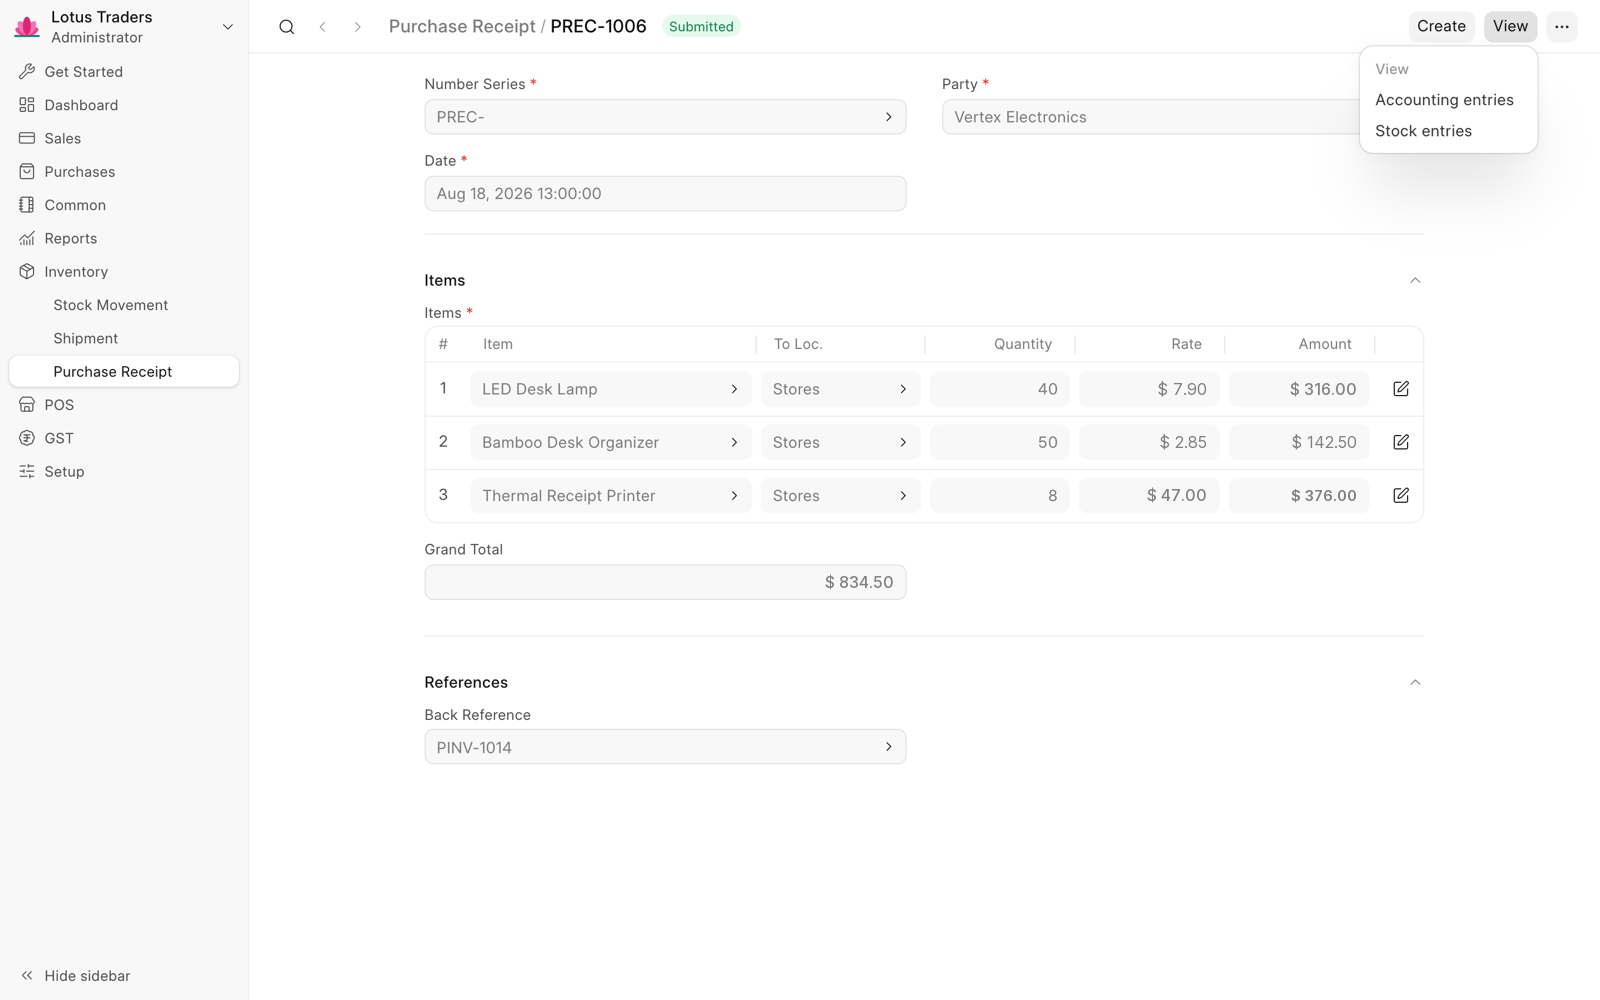 Lotus Traders
Administrator
Get Started
Dashboard
Sales
Purchases
Common
Reports
Inventory
Stock Movement
Shipment
Purchase Receipt
POS
GST
Setup
Hide sidebar
Purchase Receipt / PREC-1006 Submitted
Create View ...
View
Accounting entries
Stock entries
Number Series * Party *
PREC- Vertex Electronics
Date *
Aug 18, 2026 13:00:00
Items
Items *
# Item To Loc. Quantity Rate Amount
1 LED Desk Lamp Stores 40 $ 7.90 $ 316.00
2 Bamboo Desk Organizer Stores 50 $ 2.85 $ 142.50
3 Thermal Receipt Printer Stores 8 $ 47.00 $ 376.00
Grand Total
$ 834.50
References
Back Reference
PINV-1014